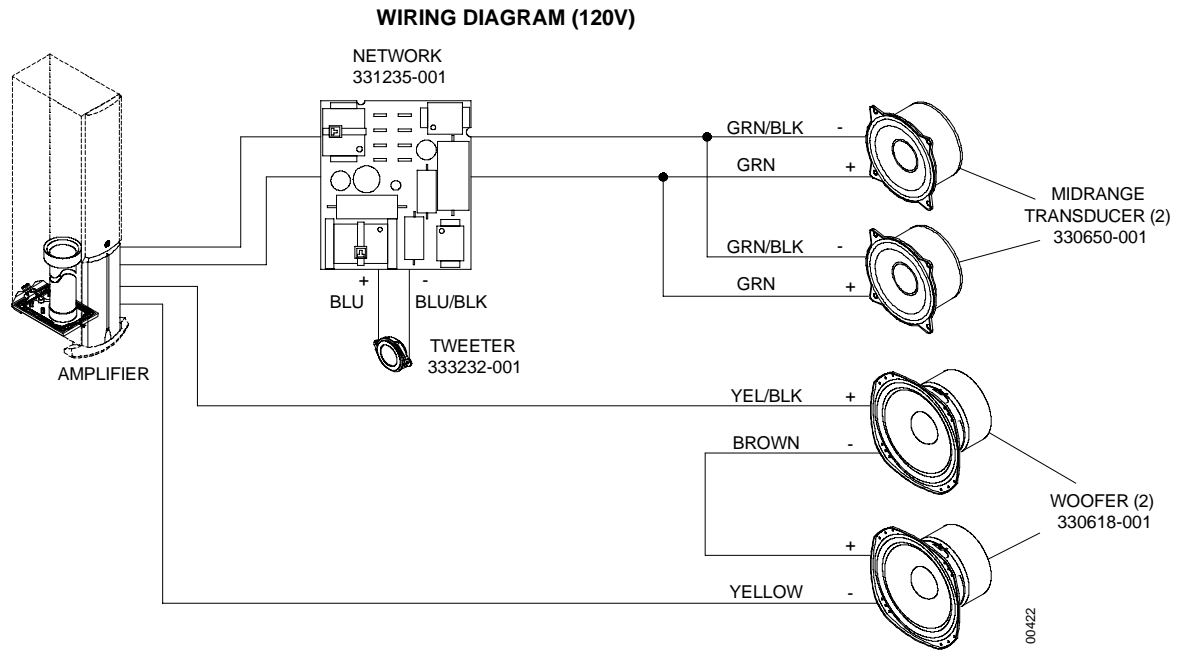 WIRING DIAGRAM (120V)
NETWORK
331235-001
GRN/BLK -
GRN +
MIDRANGE
TRANSDUCER (2)
330650-001
GRN/BLK -
GRN +
+ -
BLU BLU/BLK
TWEETER
333232-001
AMPLIFIER
YEL/BLK +
BROWN -
WOOFER (2)
330618-001
+
YELLOW -
00422